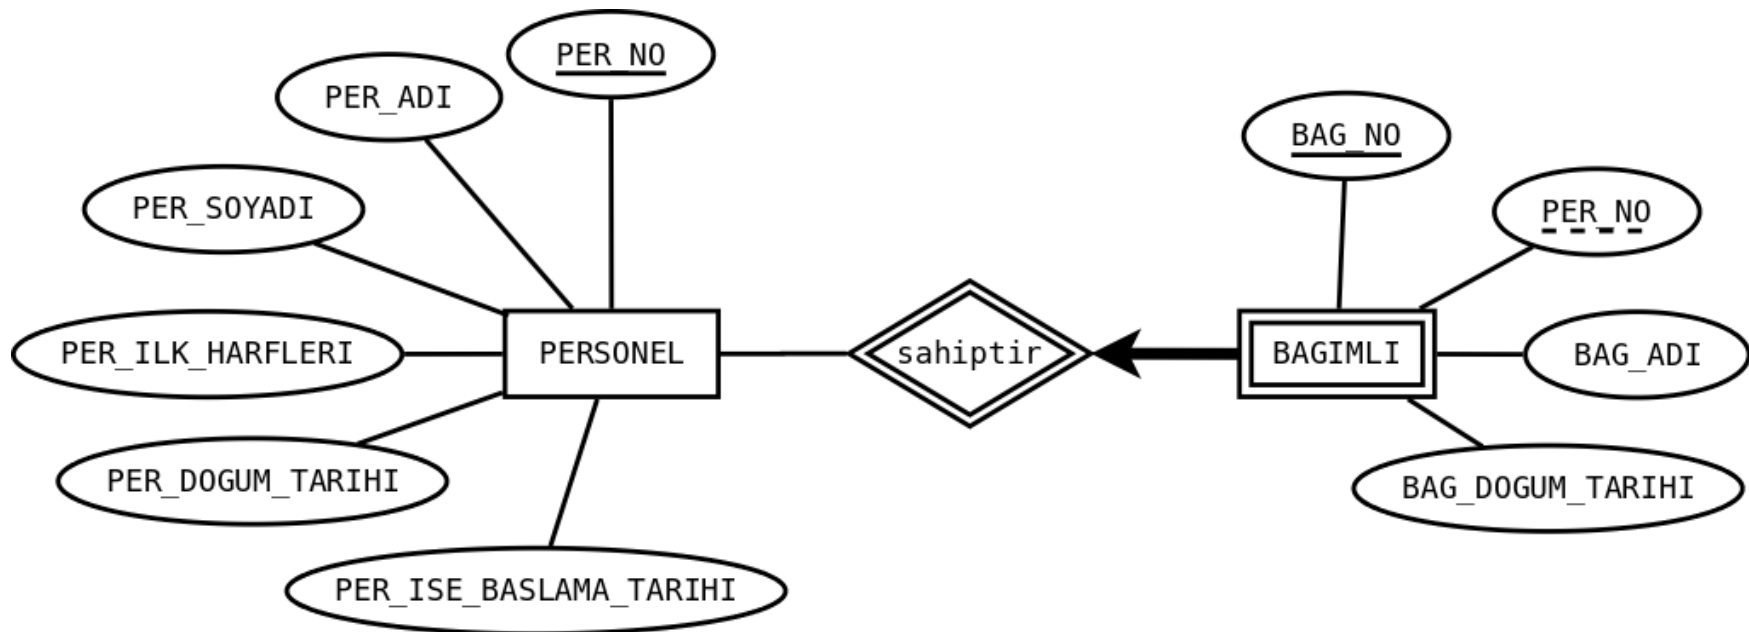 PER_NO
PER_ADI
PER_SOYADI
PER_ILK_HARFLERI
PER_DOGUM_TARIHI
PER_ISE_BASLAMA_TARIHI
PERSONEL
sahiptir
BAGIMLI
BAG_NO
PER_NO
BAG_ADI
BAG_DOGUM_TARIHI